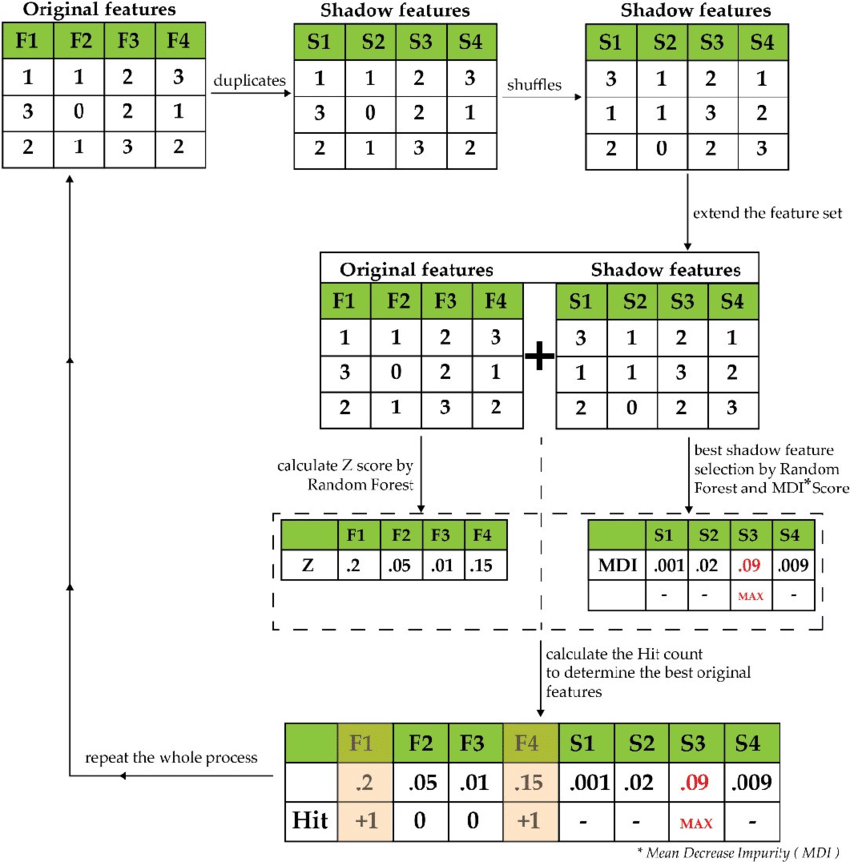 Original features
Shadow features
Shadow features
F1 F2 F3 F4
S1 S2 S3 S4
S1 S2 S3 S4
1 1 2 3
3 0 2 1
2 1 3 2
duplicates
1 1 2 3
3 0 2 1
2 1 3 2
shuffles
3 1 2 1
1 1 3 2
2 0 2 3
extend the feature set
Original features
Shadow features
F1 F2 F3 F4
S1 S2 S3 S4
1 1 2 3
3 0 2 1
2 1 3 2
+
3 1 2 1
1 1 3 2
2 0 2 3
calculate Z score by
Random Forest
best shadow feature
selection by Random
Forest and MDI*Score
F1 F2 F3 F4
Z .2 .05 .01 .15
S1 S2 S3 S4
MDI .001 .02 .09 .009
- - MAX -
calculate the Hit count
to determine the best original
features
F1 F2 F3 F4 S1 S2 S3 S4
.2 .05 .01 .15 .001 .02 .09 .009
Hit +1 0 0 +1 - - MAX -
repeat the whole process
* Mean Decrease Impurity ( MDI )